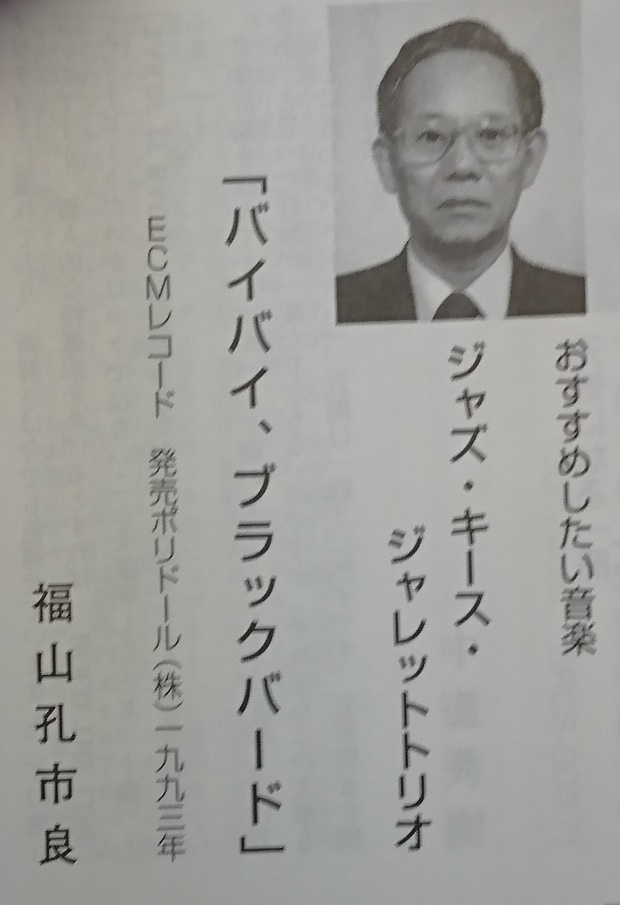 おすすめしたい音楽
ジャズ・キース・
ジャレットトリオ
「バイバイ、ブラックバード」
ECMレコード　発売ポリドール(株)一九九三年
福山孔市良